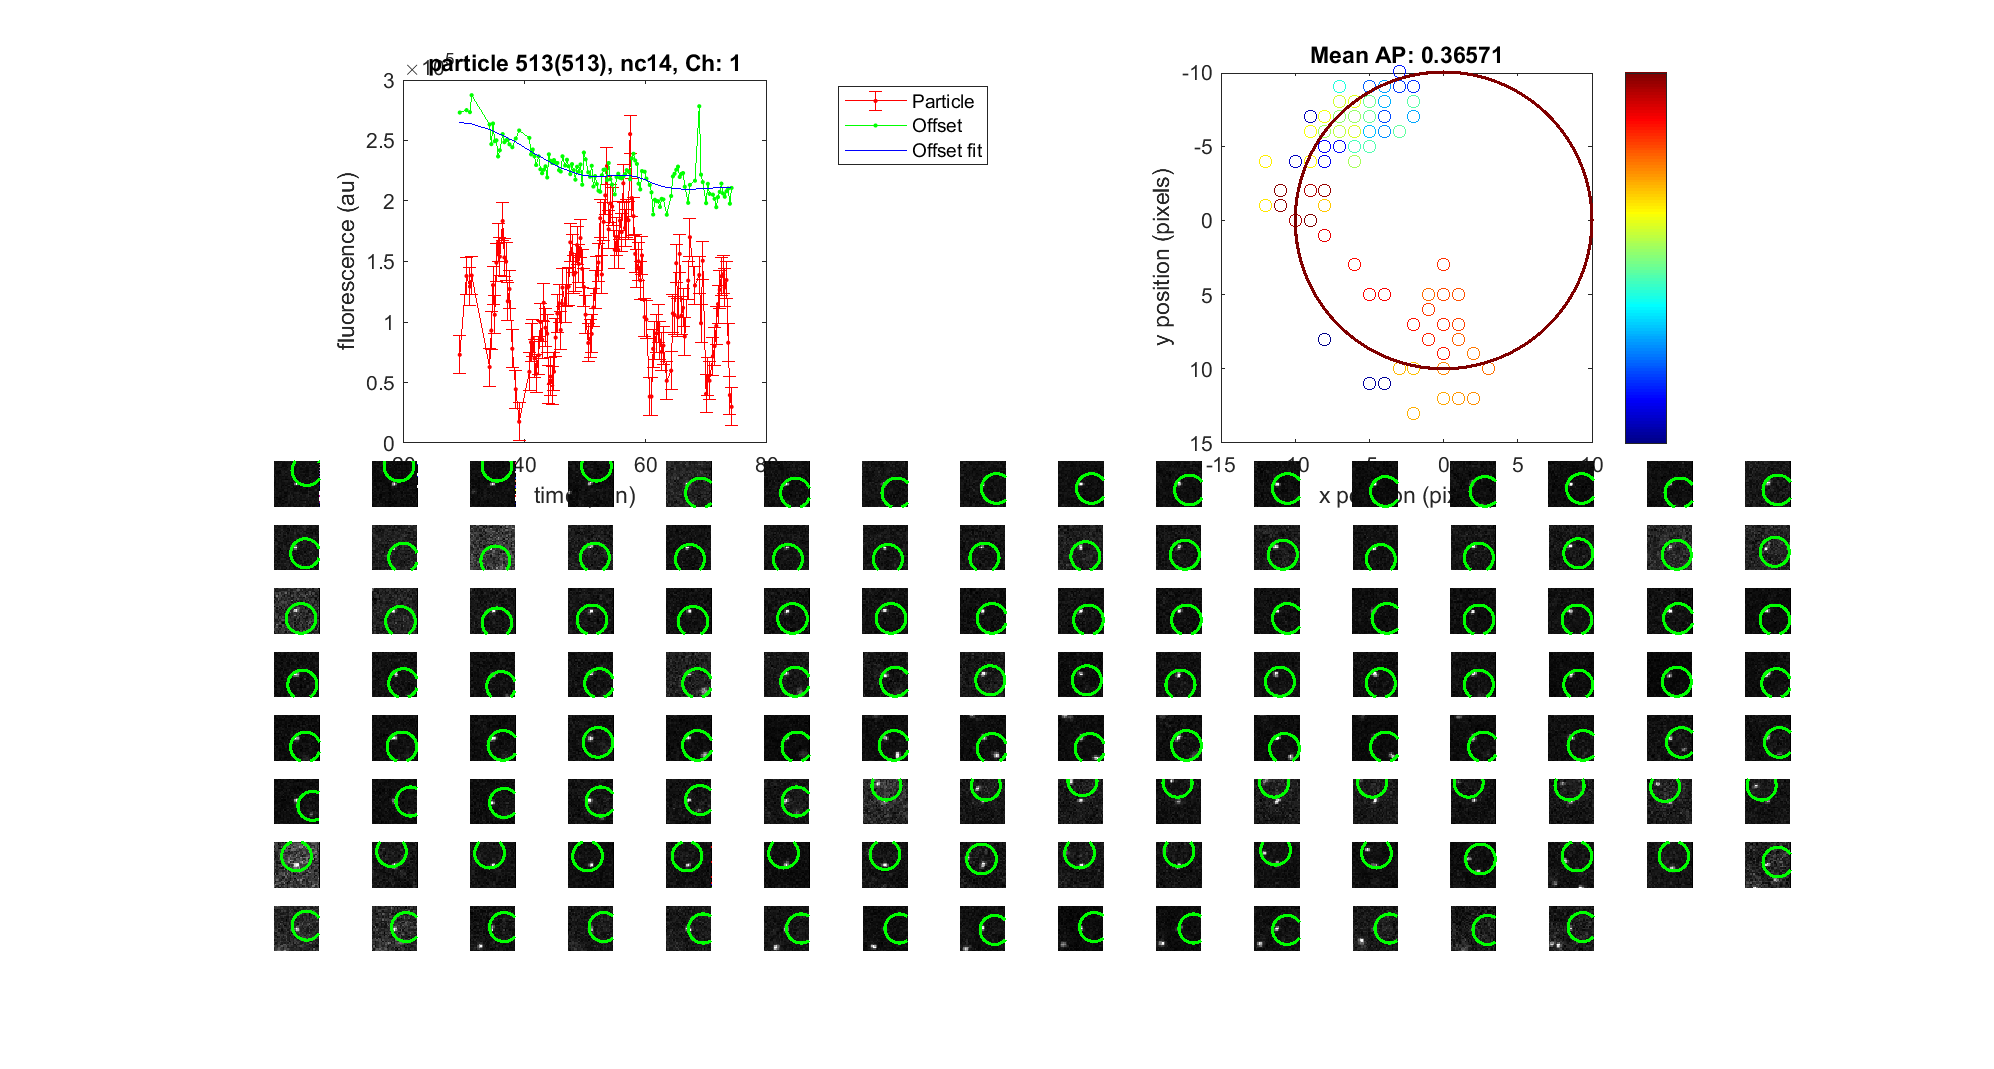 ×10^5
particle 513(513), nc14, Ch: 1
3
2.5
2
1.5
1
0.5
0
fluorescence (au)
40
60
Particle
Offset
Offset fit
Mean AP: 0.36571
-10
-5
0
5
10
15
y position (pixels)
-15
0
5
10